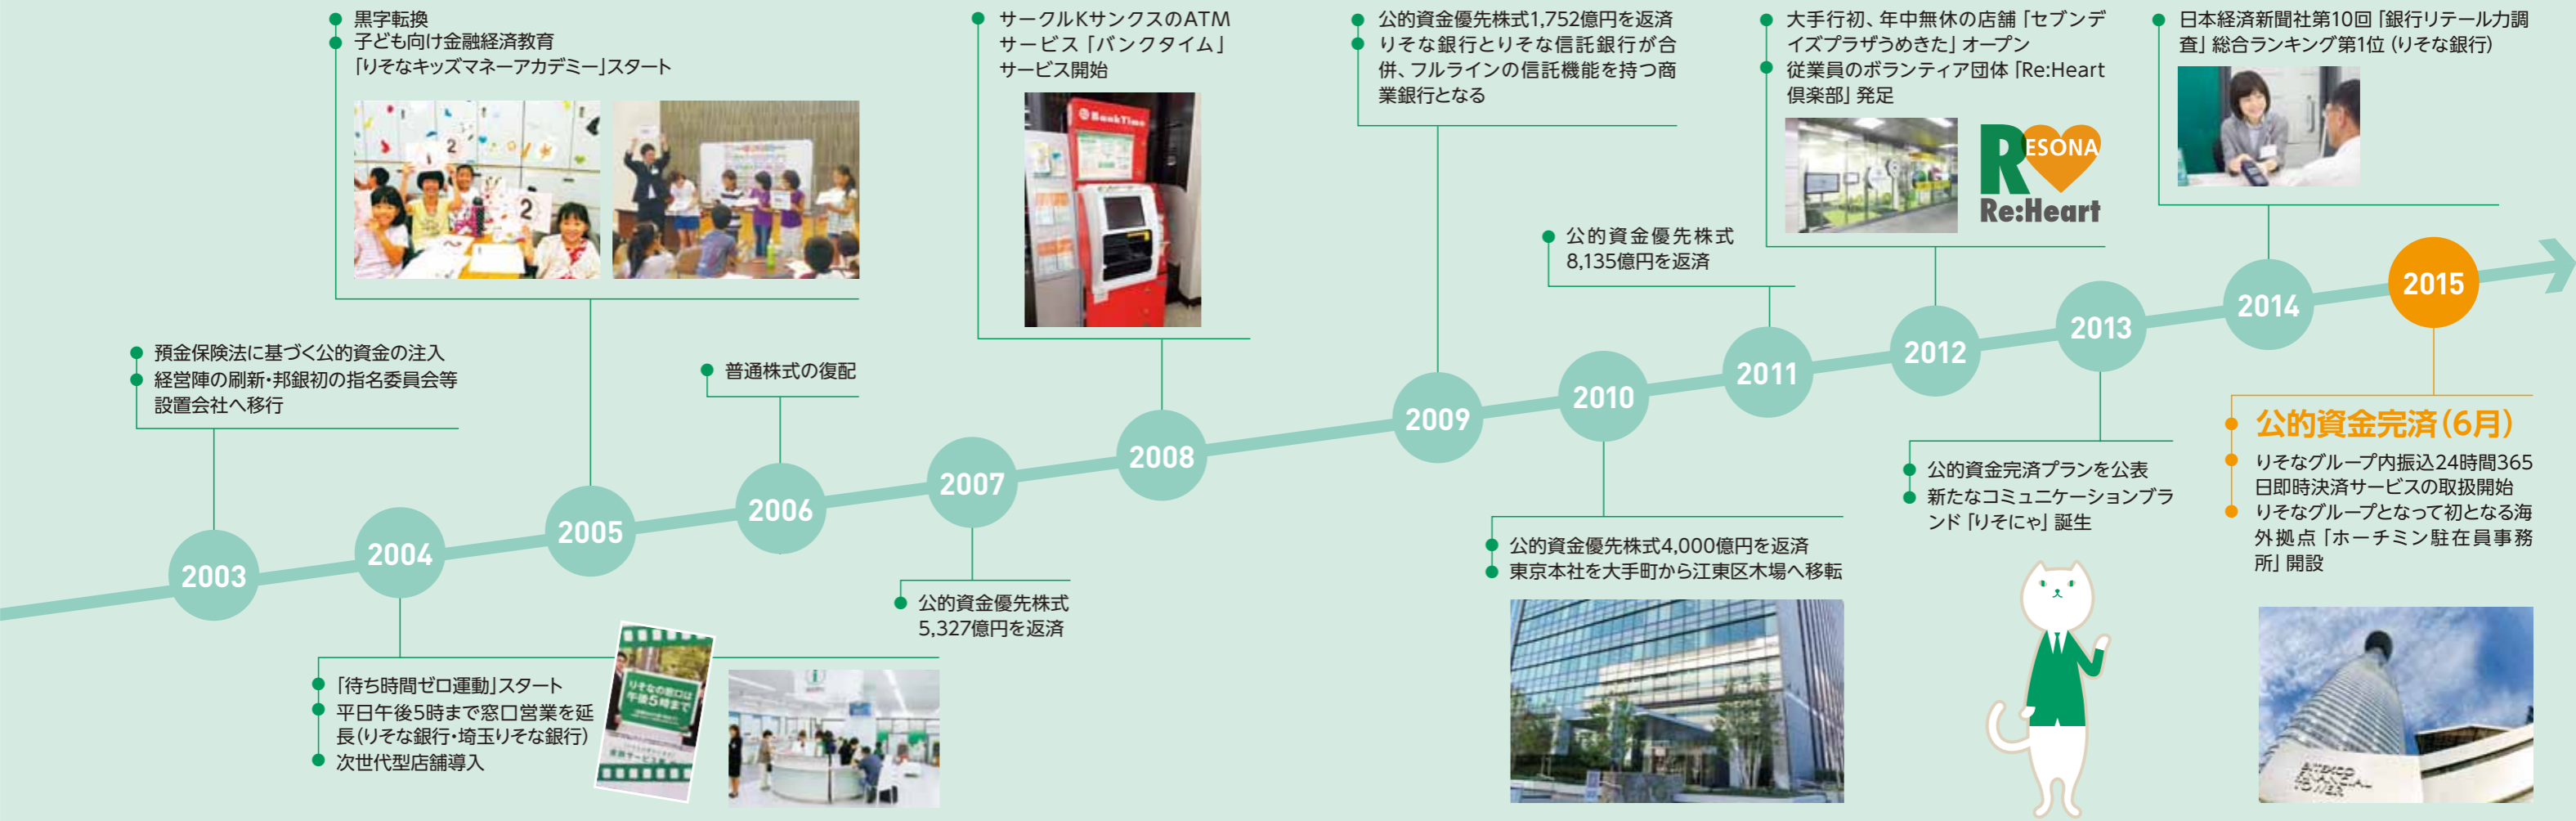 黒字転換
子ども向け金融経済教育
「りそなキッズマネーアカデミー」スタート
サークルKサンクスのATM
サービス「バンクタイム」
サービス開始
BankTime
公的資金優先株式1,752億円を返済
りそな銀行とりそな信託銀行が合
併、フルラインの信託機能を持つ商
業銀行となる
大手行初、年中無休の店舗「セブンデ
イズプラザうめきた」オープン
従業員のボランティア団体「Re:Heart
倶楽部」発足
RESONA
Re:Heart
日本経済新聞社第10回「銀行リテール力調
査」総合ランキング第1位（りそな銀行）
1
2
2
公的資金優先株式
8,135億円を返済
預金保険法に基づく公的資金の注入
経営陣の刷新・邦銀初の指名委員会等
設置会社へ移行
普通株式の復配
2003
2004
2005
2006
2007
2008
2009
2010
2011
2012
2013
2014
2015
公的資金優先株式
5,327億円を返済
「待ち時間ゼロ運動」スタート
平日午後5時まで窓口営業を延
長（りそな銀行・埼玉りそな銀行）
次世代型店舗導入
りそなの窓口は
午後5時まで
公的資金優先株式4,000億円を返済
東京本社を大手町から江東区木場へ移転
公的資金完済プランを公表
新たなコミュニケーションブラ
ンド「りそにゃ」誕生
公的資金完済（6月）
りそなグループ内振込24時間365
日即時決済サービスの取扱開始
りそなグループとなって初となる海
外拠点「ホーチミン駐在員事務
所」開設
FINANCIAL
TOWER